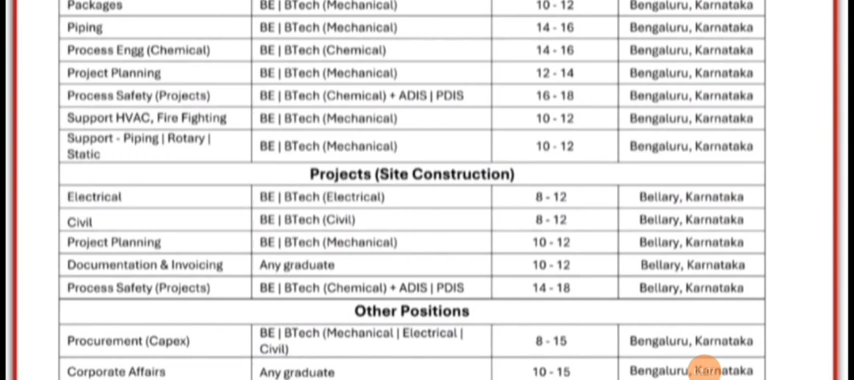 Packages BE | BTech (Mechanical) 10 - 12 Bengaluru, Karnataka
Piping BE | BTech (Mechanical) 14 - 16 Bengaluru, Karnataka
Process Engg (Chemical) BE | BTech (Chemical) 14 - 16 Bengaluru, Karnataka
Project Planning BE | BTech (Mechanical) 12 - 14 Bengaluru, Karnataka
Process Safety (Projects) BE | BTech (Chemical) + ADIS | PDIS 16 - 18 Bengaluru, Karnataka
Support HVAC, Fire Fighting BE | BTech (Mechanical) 10 - 12 Bengaluru, Karnataka
Support - Piping | Rotary |
Static BE | BTech (Mechanical) 10 - 12 Bengaluru, Karnataka
Projects (Site Construction)
Electrical BE | BTech (Electrical) 8 - 12 Bellary, Karnataka
Civil BE | BTech (Civil) 8 - 12 Bellary, Karnataka
Project Planning BE | BTech (Mechanical) 10 - 12 Bellary, Karnataka
Documentation & Invoicing Any graduate 10 - 12 Bellary, Karnataka
Process Safety (Projects) BE | BTech (Chemical) + ADIS | PDIS 14 - 18 Bellary, Karnataka
Other Positions
Procurement (Capex) BE | BTech (Mechanical | Electrical |
Civil) 8 - 15 Bengaluru, Karnataka
Corporate Affairs Any graduate 10 - 15 Bengaluru, Karnataka